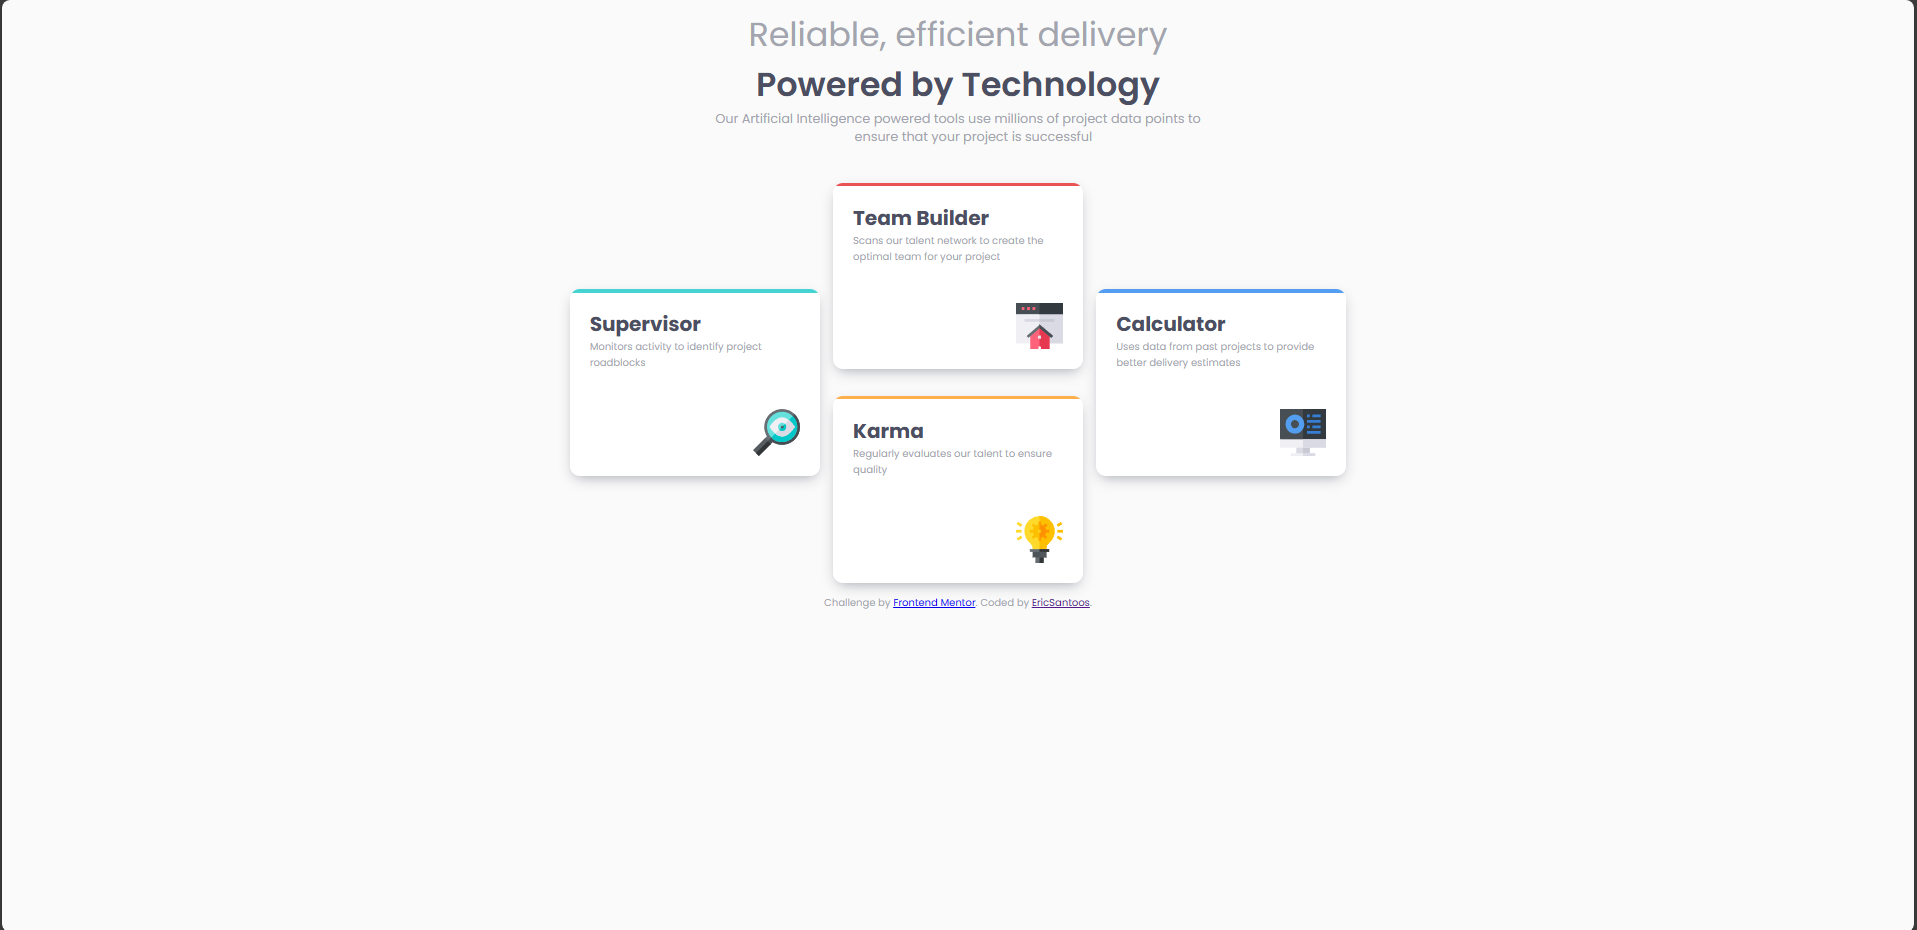 Reliable, efficient delivery
Powered by Technology
Our Artificial Intelligence powered tools use millions of project data points to
ensure that your project is successful
Team Builder
Scans our talent network to create the
optimal team for your project
Supervisor
Monitors activity to identify project
roadblocks
Calculator
Uses data from past projects to provide
better delivery estimates
Karma
Regularly evaluates our talent to ensure
quality
Challenge by Frontend Mentor. Coded by EricSantoos.